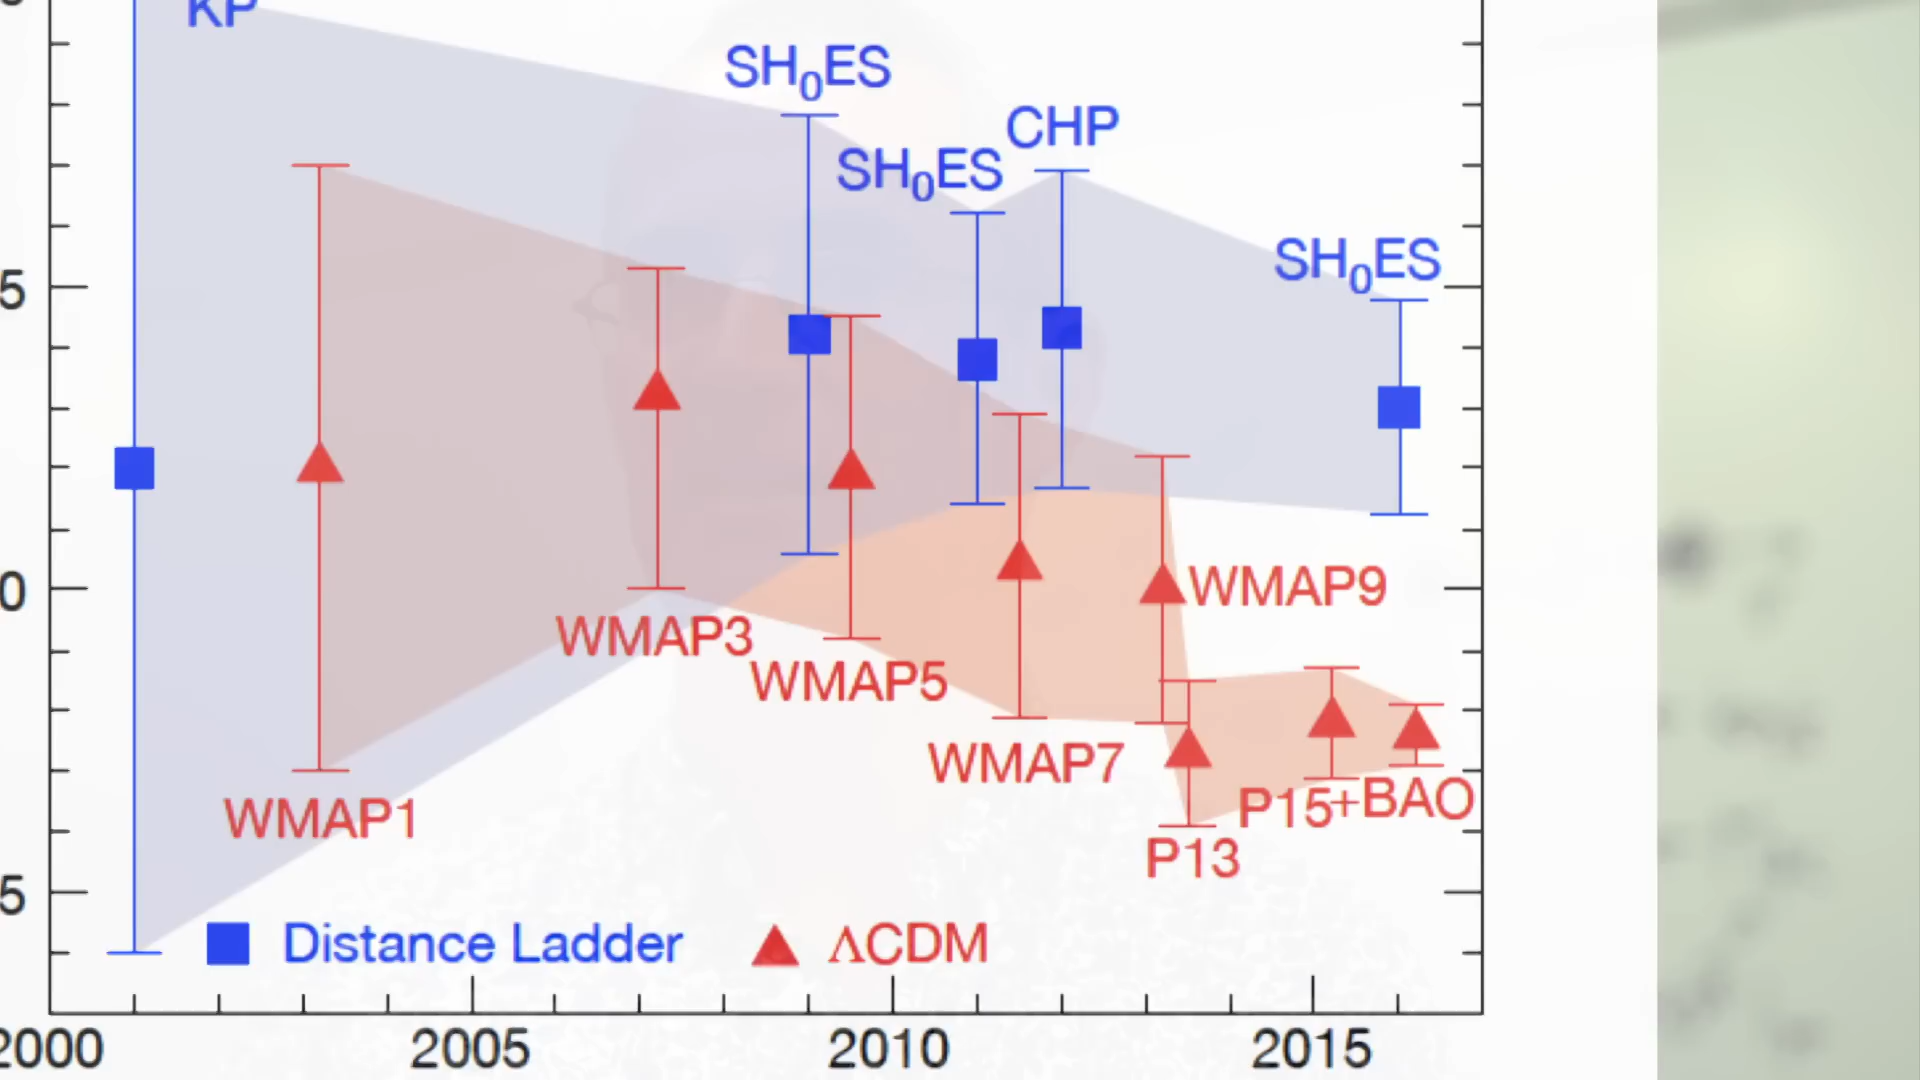 KP
SH₀ES
CHP
SH₀ES
SH₀ES
5
0
WMAP9
WMAP3
WMAP5
WMAP7
P15+BAO
WMAP1
P13
5
Distance Ladder
ΛCDM
2000
2005
2010
2015